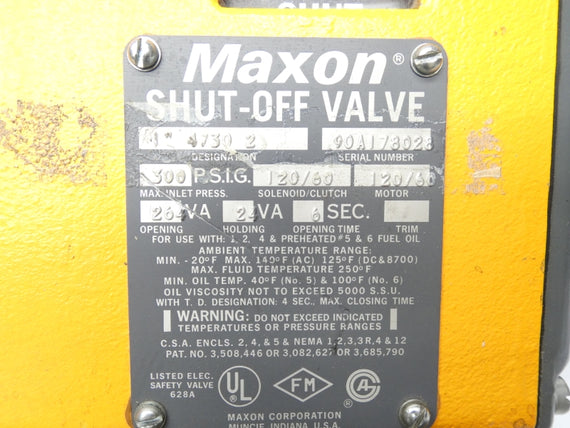 Maxon®
SHUT-OFF VALVE
4730 2 90A178023
DESIGNATION SERIAL NUMBER
300 P.S.I.G. 120/60 120/60
MAX. INLET PRESS. SOLENOID/CLUTCH MOTOR
264 VA 24 VA 6 SEC.
OPENING HOLDING OPENING TIME TRIM
FOR USE WITH: 1, 2, 4 & PREHEATED #5 & 6 FUEL OIL
AMBIENT TEMPERATURE RANGE:
MIN. -20°F MAX. 140°F (AC) 125°F (DC&8700)
MAX. FLUID TEMPERATURE 250°F
MIN. OIL TEMP. 40°F (No. 5) & 100°F (No. 6)
OIL VISCOSITY NOT TO EXCEED 5000 S.S.U.
WITH T. D. DESIGNATION: 4 SEC., MAX. CLOSING TIME
WARNING: DO NOT EXCEED INDICATED
TEMPERATURES OR PRESSURE RANGES
C.S.A. ENCLS. 2, 4, & 5 & NEMA 1,2,3,3R,4 & 12
PAT. NO. 3,508,446 OR 3,082,627 OR 3,685,790
LISTED ELEC.
SAFETY VALVE
628A
UL® FM
MAXON CORPORATION
MUNCIE, INDIANA, U.S.A.